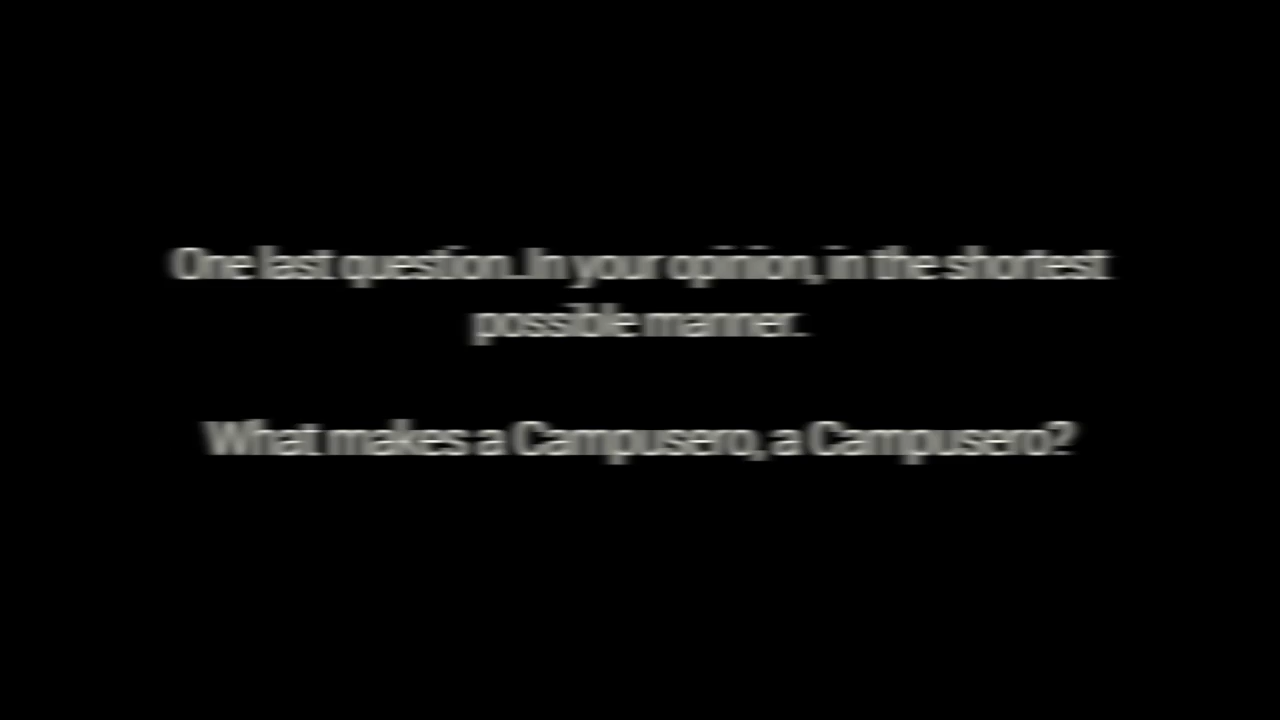 One last question. In your opinion, in the shortest
possible manner.
What makes a Campusero, a Campusero?